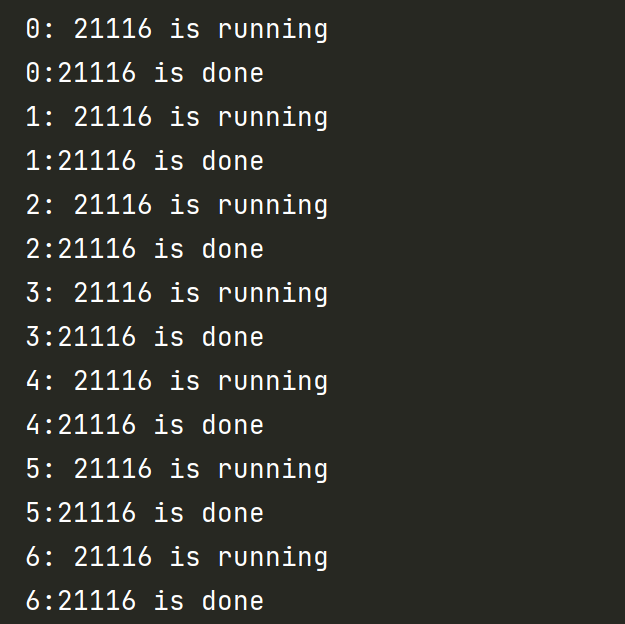 0: 21116 is running
0:21116 is done
1: 21116 is running
1:21116 is done
2: 21116 is running
2:21116 is done
3: 21116 is running
3:21116 is done
4: 21116 is running
4:21116 is done
5: 21116 is running
5:21116 is done
6: 21116 is running
6:21116 is done